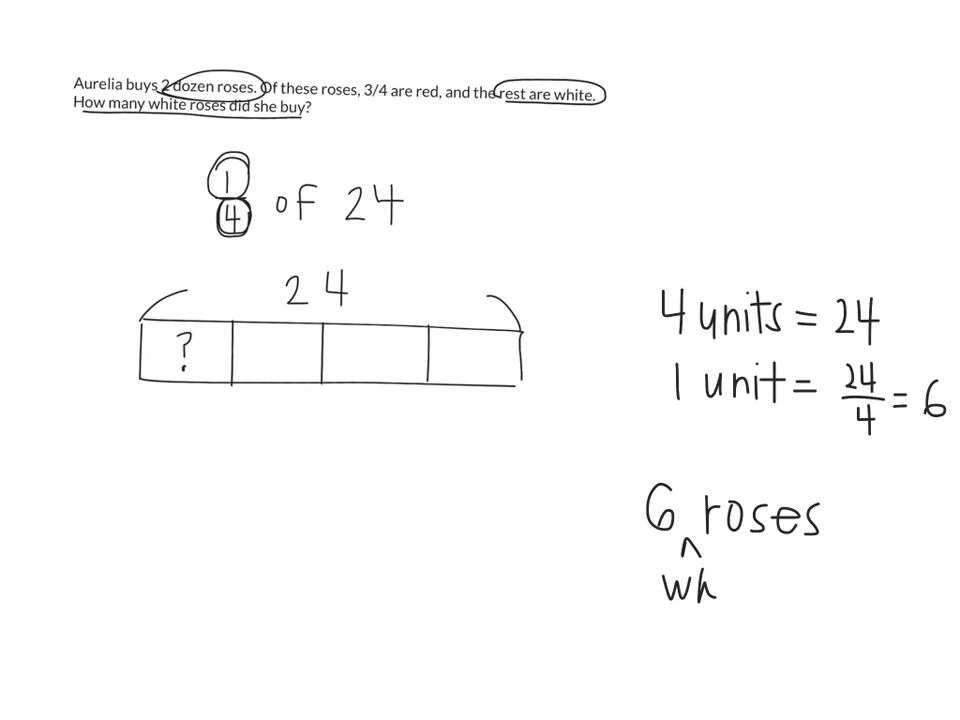 Aurelia buys 2 dozen roses. Of these roses, 3/4 are red, and the rest are white.
How many white roses did she buy?
1/4 of 24
24
?
4 units = 24
1 unit = 24/4 = 6
6 ^ roses
wh